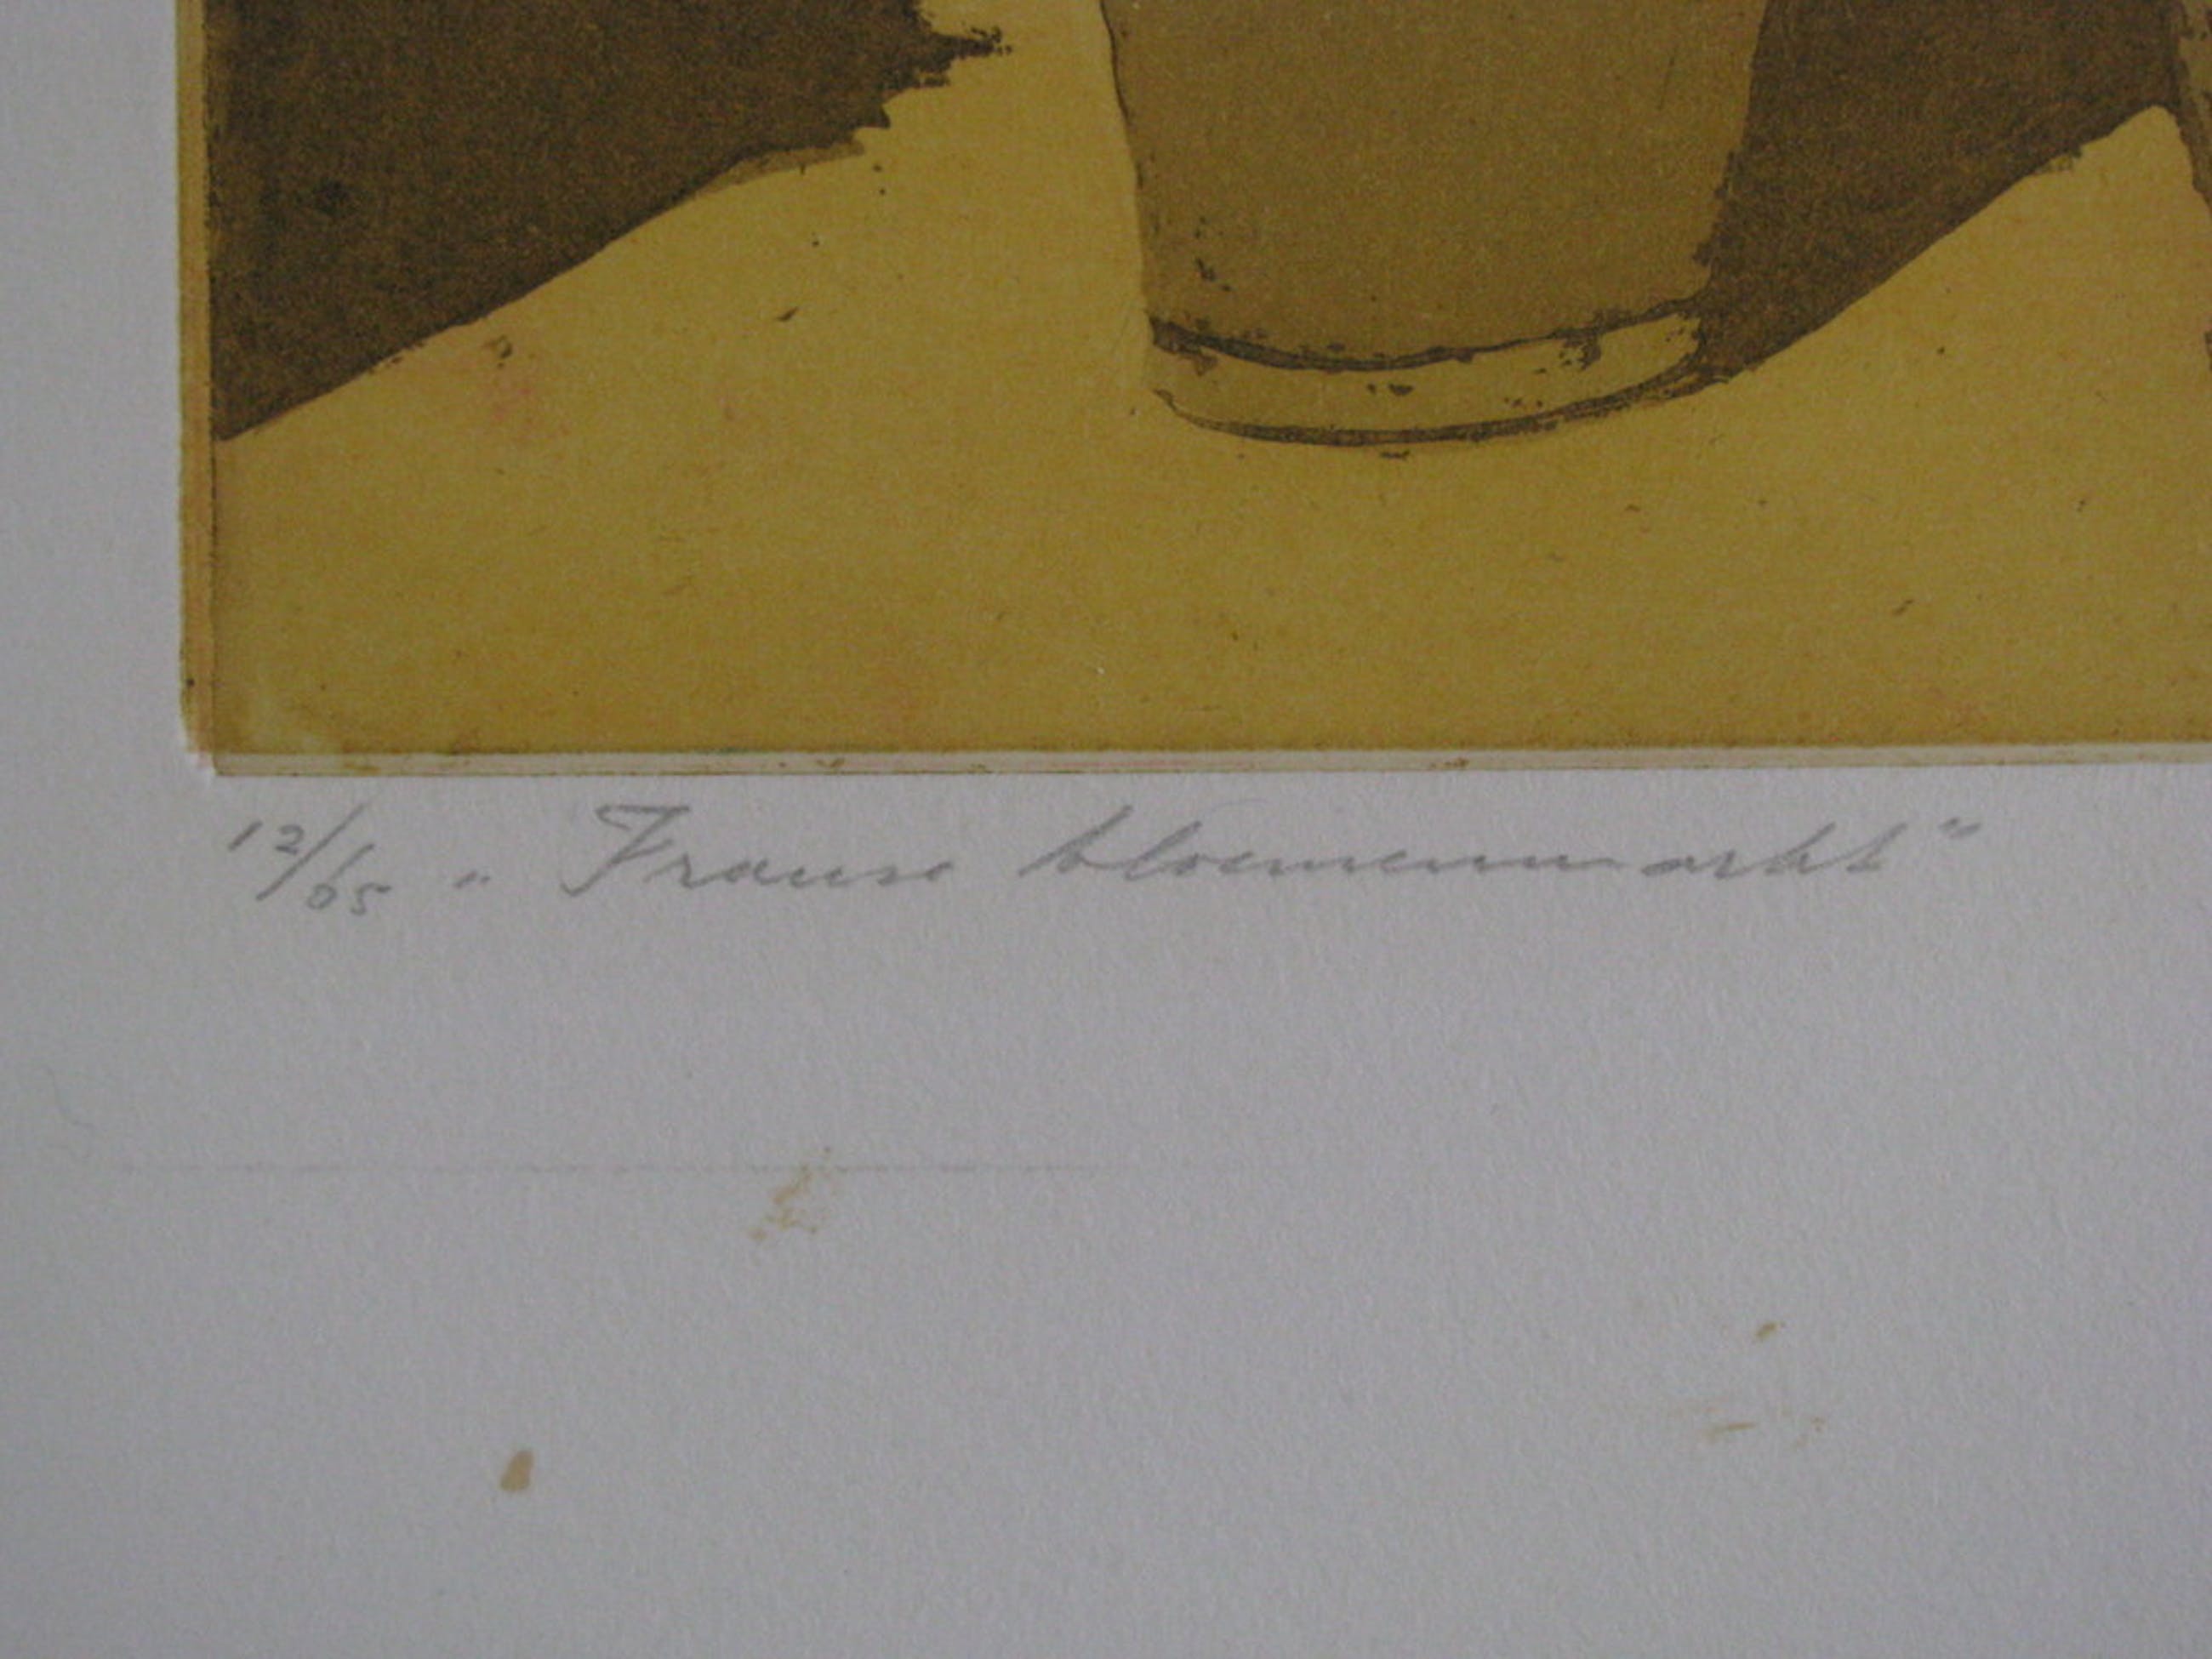 12/65 „ Franse bloemenmarkt ”